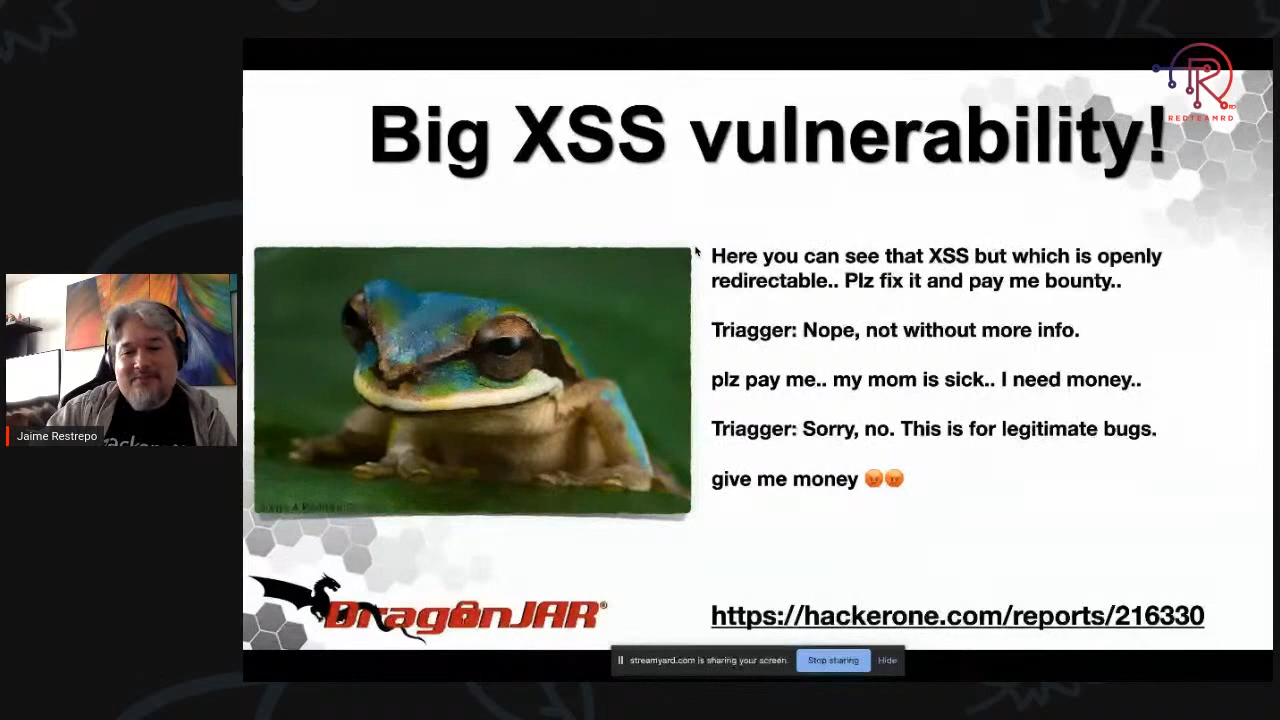 Big XSS vulnerability!
REDTEAMRD
Here you can see that XSS but which is openly
redirectable.. Plz fix it and pay me bounty..
Triagger: Nope, not without more info.
plz pay me.. my mom is sick.. I need money..
Triagger: Sorry, no. This is for legitimate bugs.
give me money 😡😡
Jaime Restrepo
DragonJAR®
https://hackerone.com/reports/216330
streamyard.com is sharing your screen.
Stop sharing
Hide